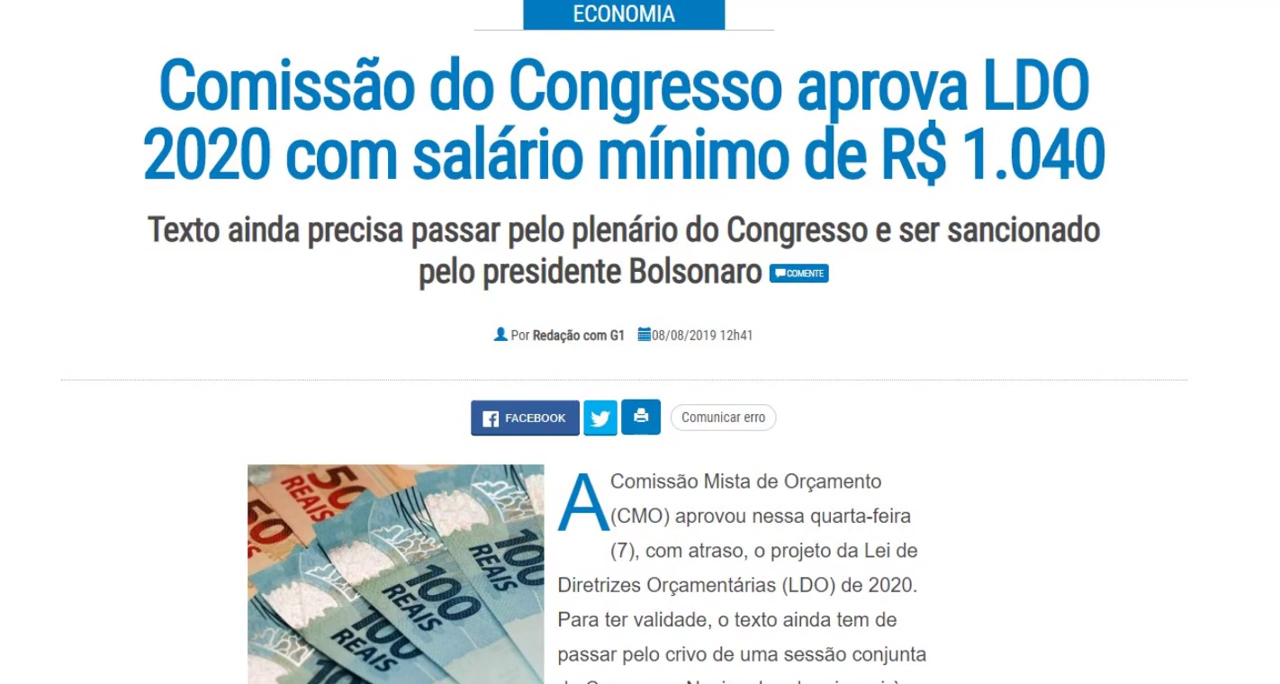 ECONOMIA
Comissão do Congresso aprova LDO
2020 com salário mínimo de R$ 1.040
Texto ainda precisa passar pelo plenário do Congresso e ser sancionado
pelo presidente Bolsonaro COMENTE
Por Redação com G1 08/08/2019 12h41
FACEBOOK Comunicar erro
A Comissão Mista de Orçamento
(CMO) aprovou nessa quarta-feira
(7), com atraso, o projeto da Lei de
Diretrizes Orçamentárias (LDO) de 2020.
Para ter validade, o texto ainda tem de
passar pelo crivo de uma sessão conjunta
50
REAIS
50
100
REAIS
100
REAIS
100
REAIS